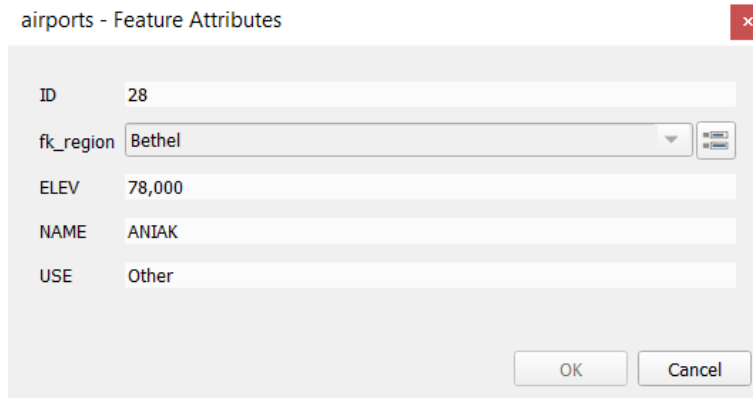 airports - Feature Attributes
ID 28
fk_region Bethel
ELEV 78,000
NAME ANIAK
USE Other
OK Cancel